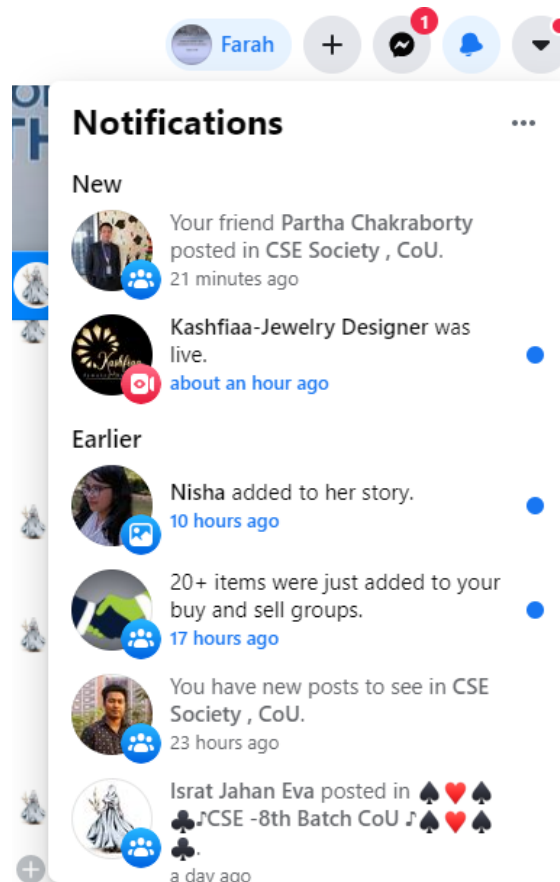 Farah
1
Notifications
New
Your friend Partha Chakraborty
posted in CSE Society , CoU.
21 minutes ago
Kashfiaa-Jewelry Designer was
live.
about an hour ago
Earlier
Nisha added to her story.
10 hours ago
20+ items were just added to your
buy and sell groups.
17 hours ago
You have new posts to see in CSE
Society , CoU.
23 hours ago
Israt Jahan Eva posted in ♠️❤️♠️
♣️♪CSE -8th Batch CoU ♪♠️❤️♠️
♣️.
a day ago